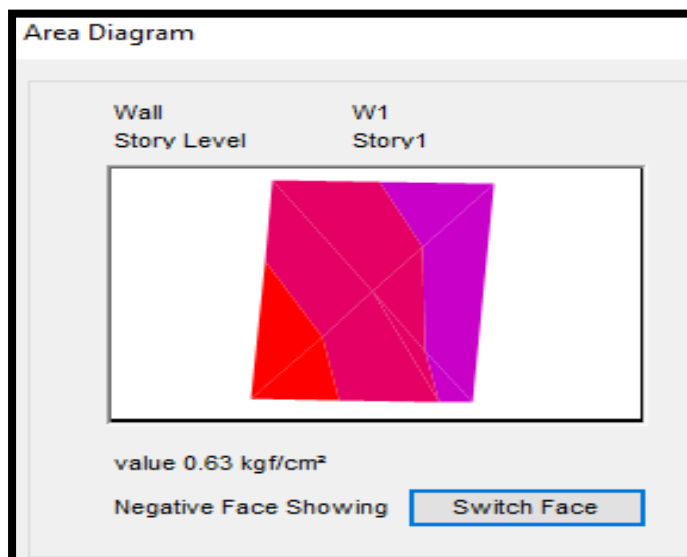 Area Diagram
Wall W1
Story Level Story1
value 0.63 kgf/cm²
Negative Face Showing Switch Face